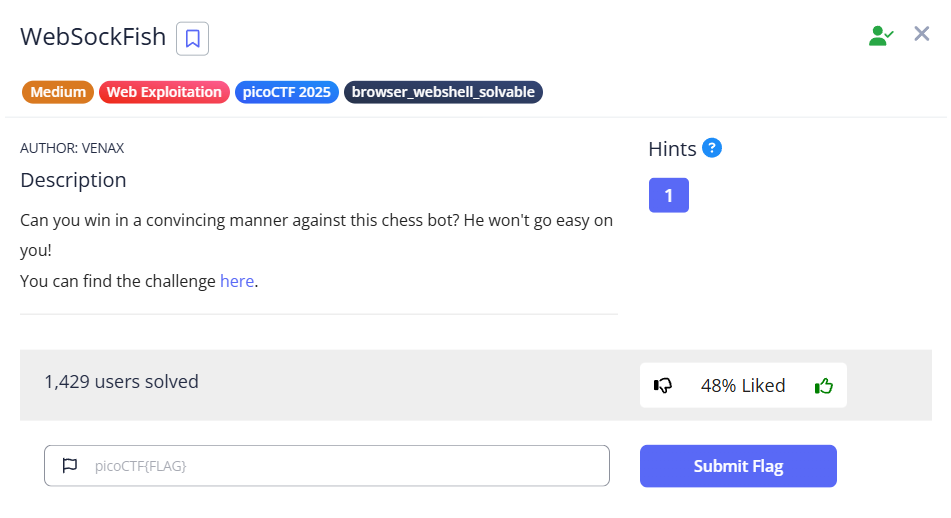 WebSockFish
Medium Web Exploitation picoCTF 2025 browser_webshell_solvable
AUTHOR: VENAX
Description
Can you win in a convincing manner against this chess bot? He won't go easy on
you!
You can find the challenge here.
Hints ?
1
1,429 users solved
48% Liked
picoCTF{FLAG}
Submit Flag